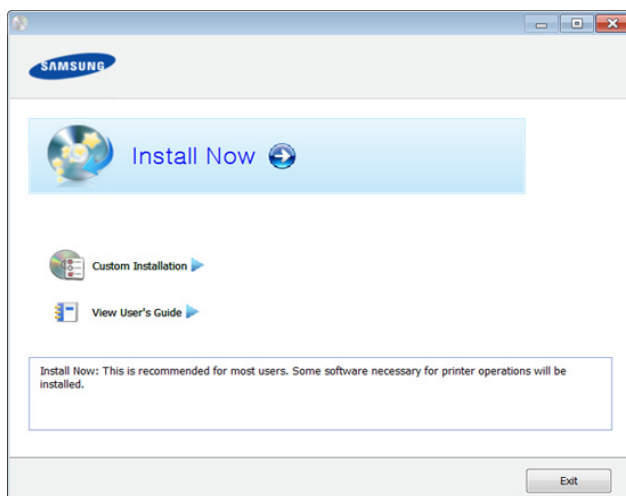 SAMSUNG
Install Now
Custom Installation
View User's Guide
Install Now: This is recommended for most users. Some software necessary for printer operations will be
installed.
Exit